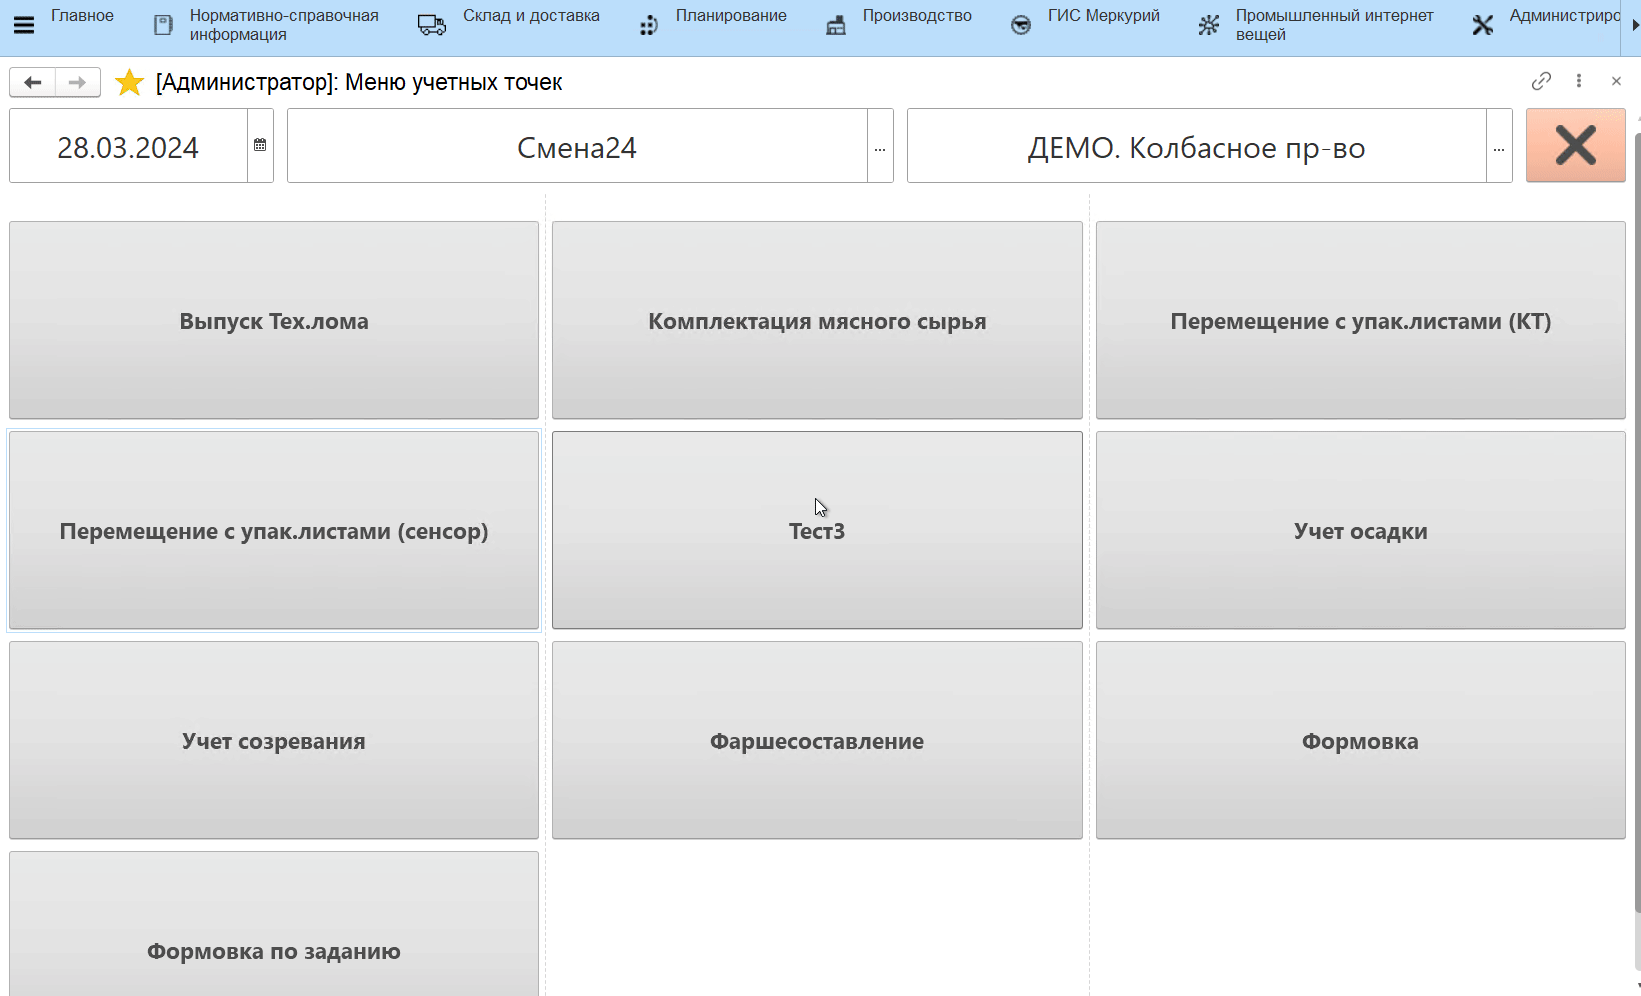 Главное
Нормативно-справочная
информация
Склад и доставка
Планирование
Производство
ГИС Меркурий
Промышленный интернет
вещей
Администриро
[Администратор]: Меню учетных точек
28.03.2024
...
Смена24
...
ДЕМО. Колбасное пр-во
Выпуск Тех.лома
Комплектация мясного сырья
Перемещение с упак.листами (КТ)
Перемещение с упак.листами (сенсор)
Тест3
Учет осадки
Учет созревания
Фаршесоставление
Формовка
Формовка по заданию